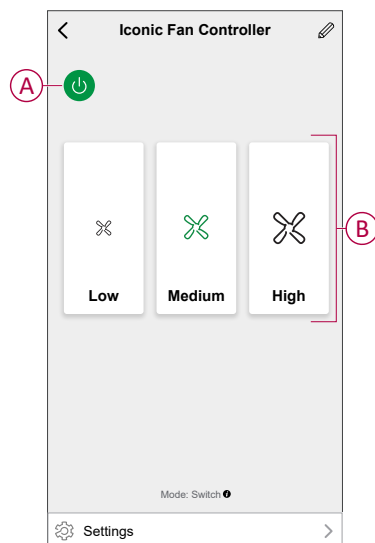 Iconic Fan Controller
A
B
Low Medium High
Mode: Switch
Settings